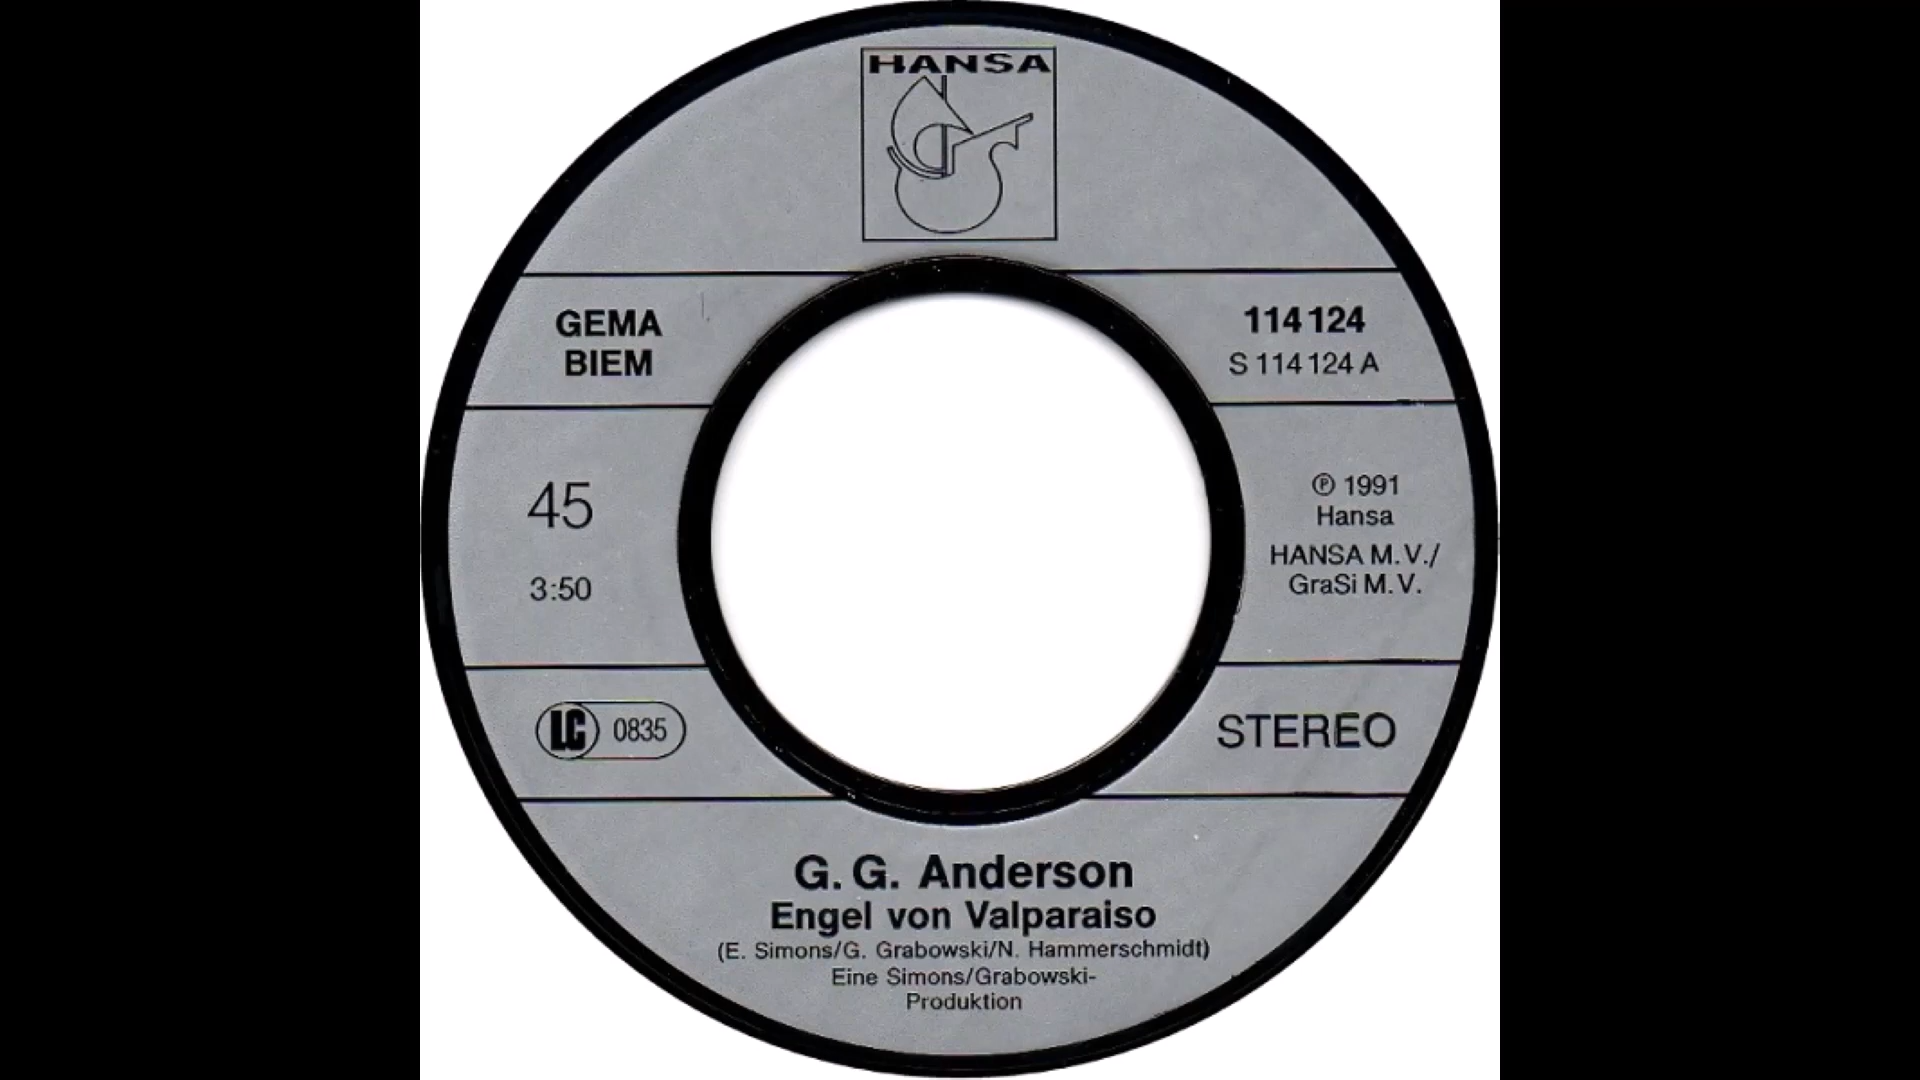 HANSA
GEMA
BIEM
114 124
S 114 124 A
45
3:50
℗ 1991
Hansa
HANSA M.V./
GraSi M.V.
LC 0835
STEREO
G. G. Anderson
Engel von Valparaiso
(E. Simons/G. Grabowski/N. Hammerschmidt)
Eine Simons/Grabowski-
Produktion